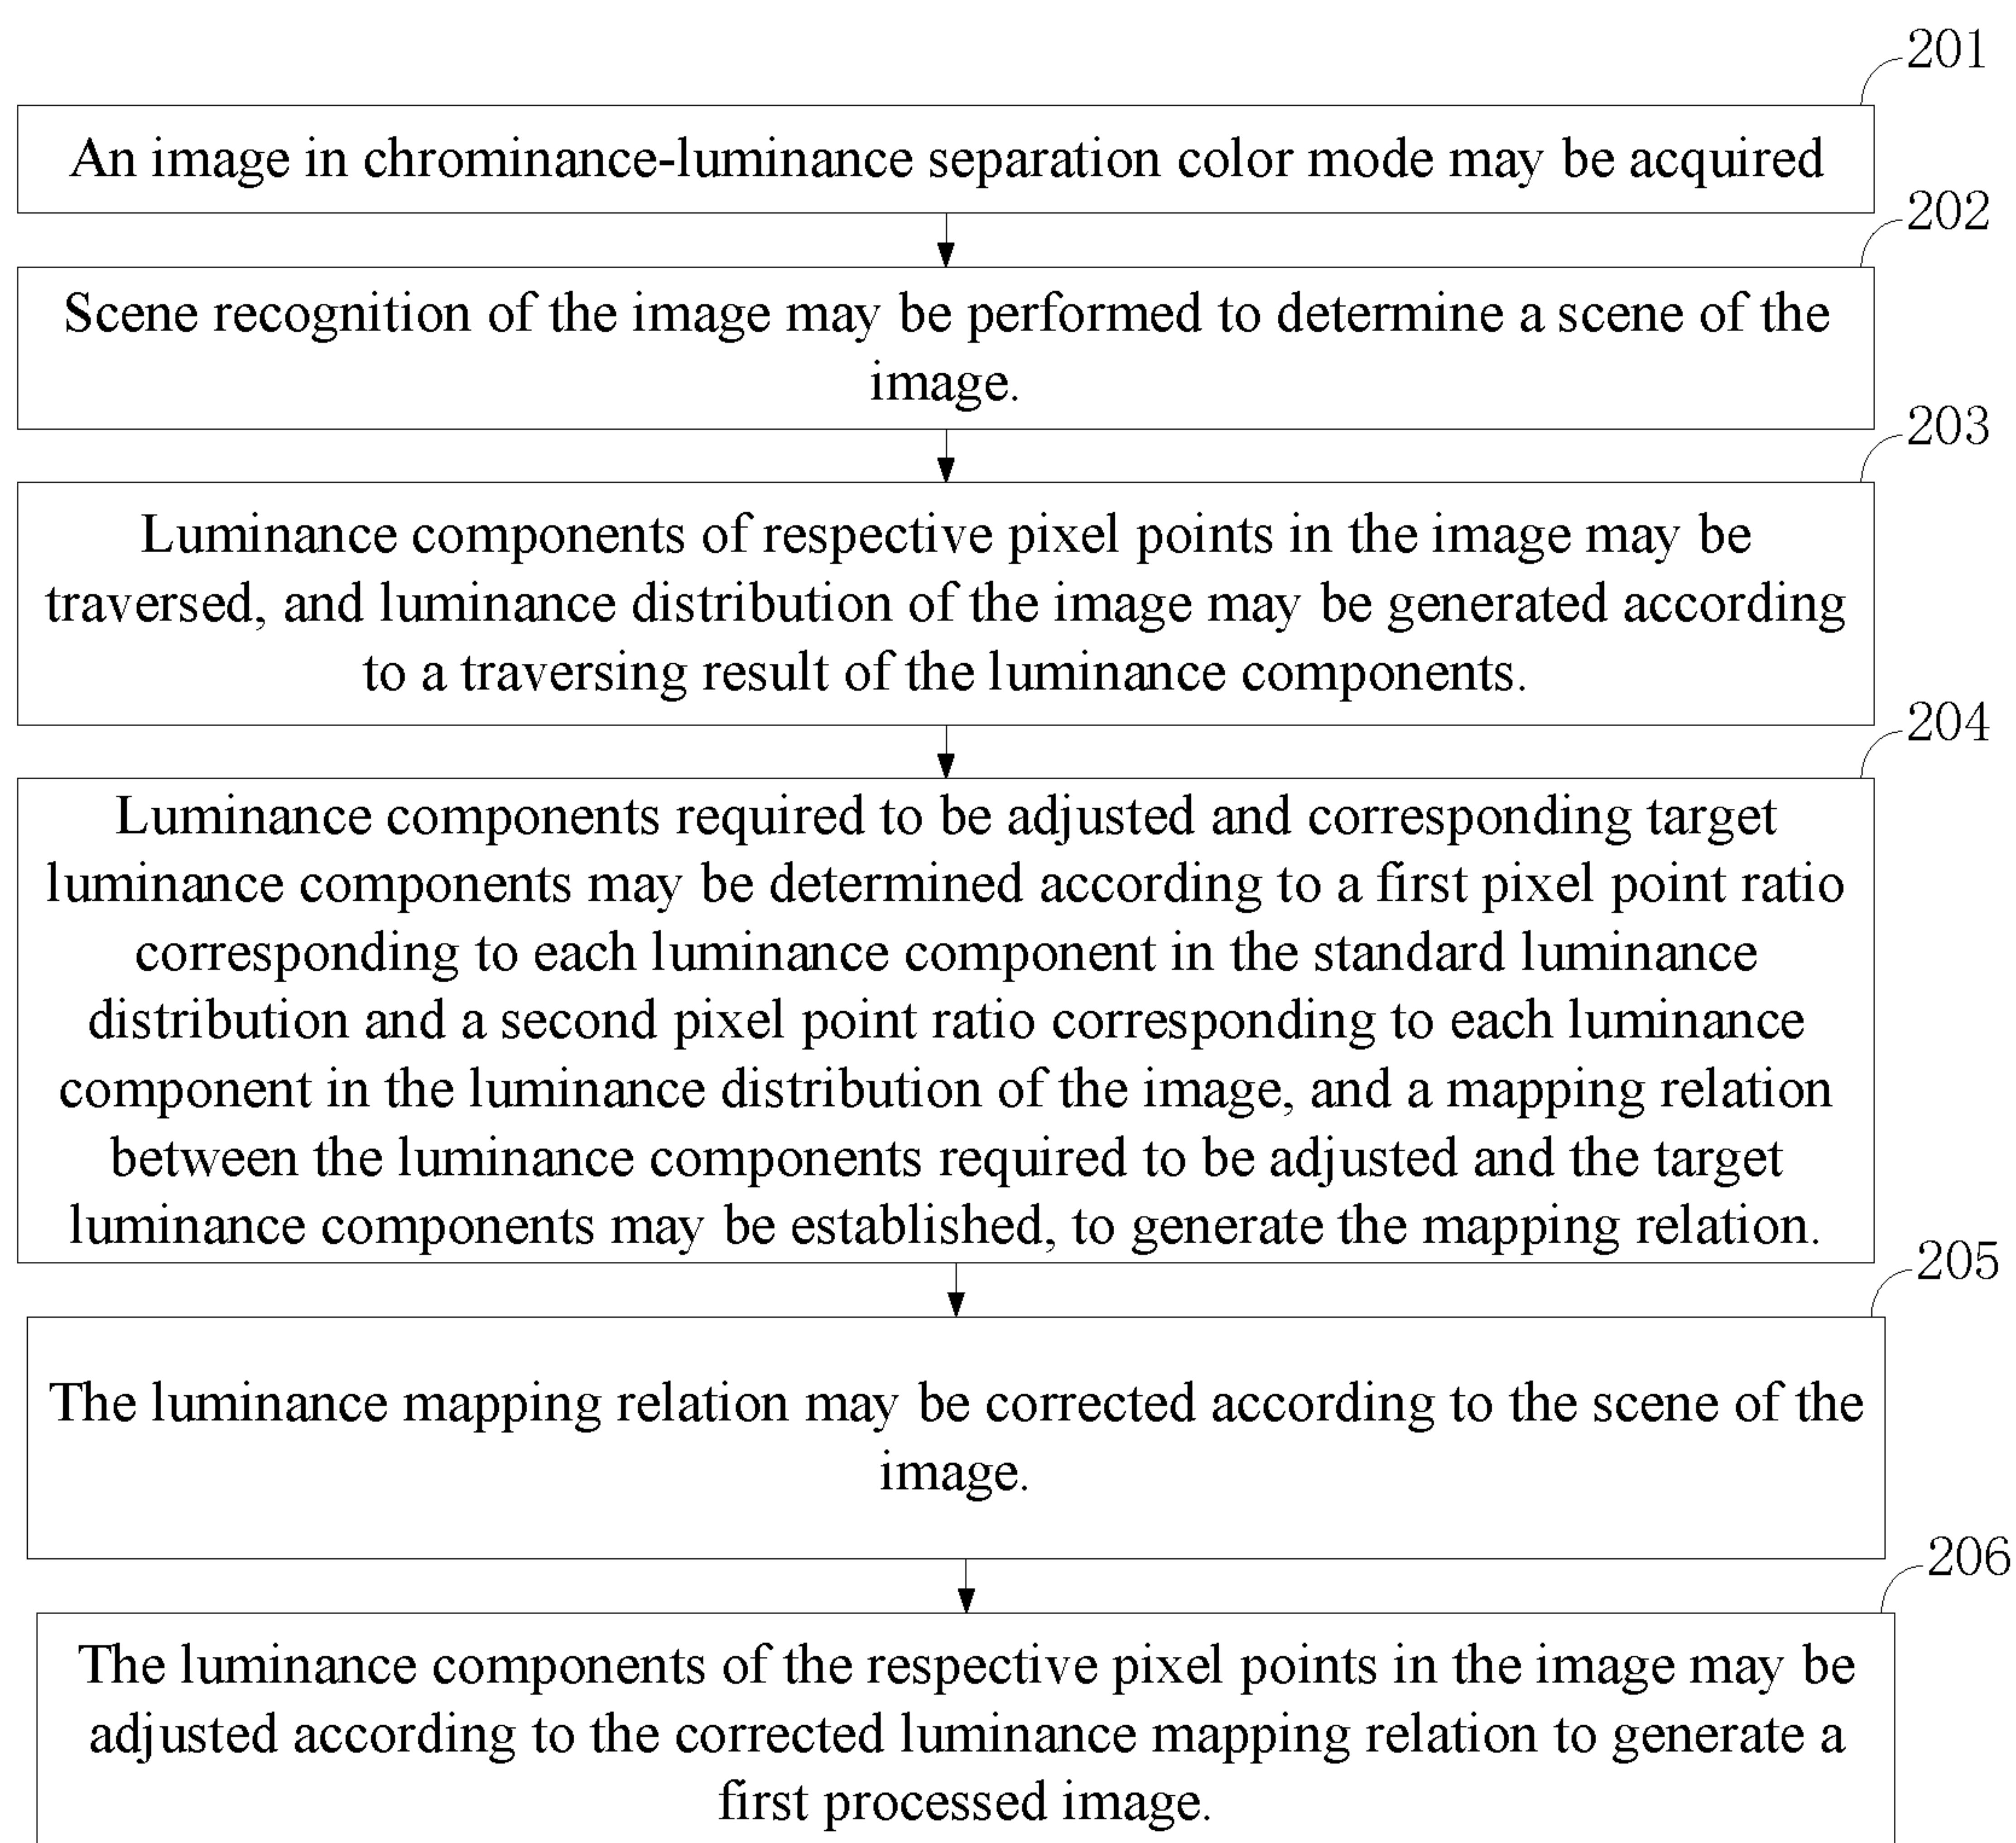 201
An image in chrominance-luminance separation color mode may be acquired
202
Scene recognition of the image may be performed to determine a scene of the
image.
203
Luminance components of respective pixel points in the image may be
traversed, and luminance distribution of the image may be generated according
to a traversing result of the luminance components.
204
Luminance components required to be adjusted and corresponding target
luminance components may be determined according to a first pixel point ratio
corresponding to each luminance component in the standard luminance
distribution and a second pixel point ratio corresponding to each luminance
component in the luminance distribution of the image, and a mapping relation
between the luminance components required to be adjusted and the target
luminance components may be established, to generate the mapping relation.
205
The luminance mapping relation may be corrected according to the scene of the
image.
206
The luminance components of the respective pixel points in the image may be
adjusted according to the corrected luminance mapping relation to generate a
first processed image.